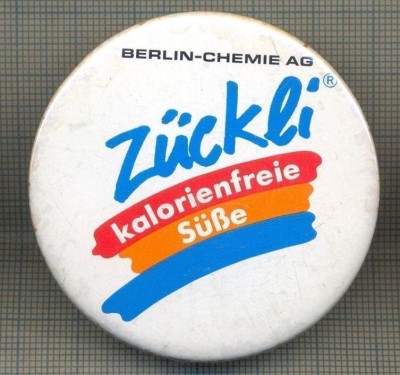 BERLIN-CHEMIE AG
Zückli®
kalorienfreie
Süße